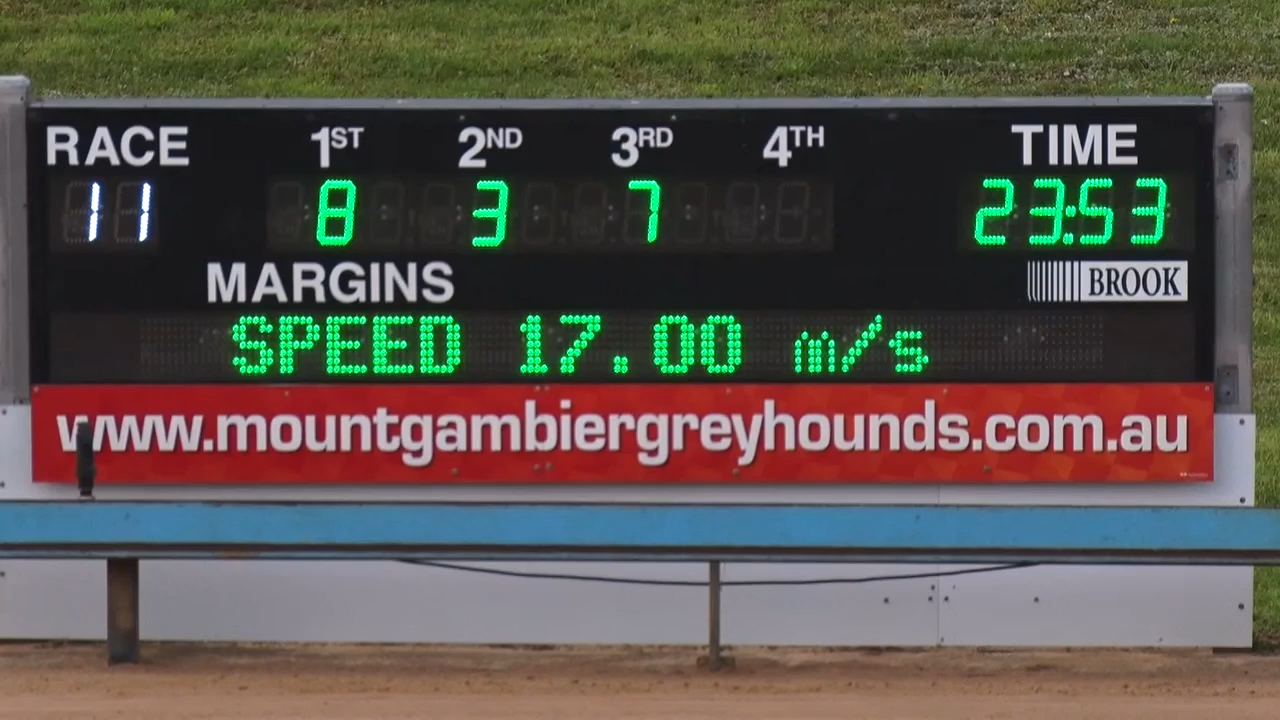 RACE 1ST 2ND 3RD 4TH TIME
11 8 3 7 23:53
MARGINS BROOK
SPEED 17.00 m/s
www.mountgambiergreyhounds.com.au